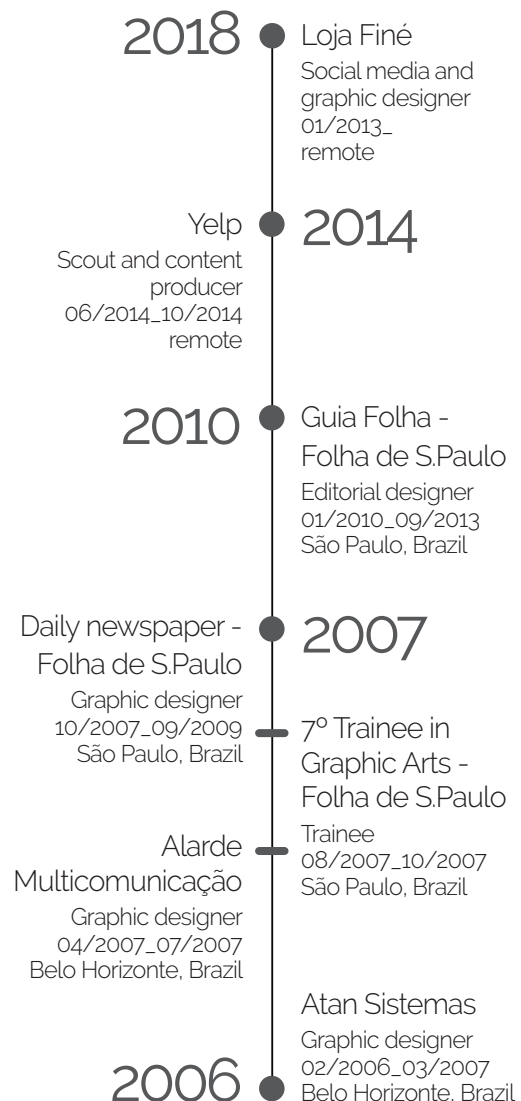 2018
Loja Finé
Social media and
graphic designer
01/2013_
remote
Yelp
2014
Scout and content
producer
06/2014_10/2014
remote
2010
Guia Folha -
Folha de S.Paulo
Editorial designer
01/2010_09/2013
São Paulo, Brazil
Daily newspaper -
Folha de S.Paulo
Graphic designer
10/2007_09/2009
São Paulo, Brazil
2007
7º Trainee in
Graphic Arts -
Folha de S.Paulo
Trainee
08/2007_10/2007
São Paulo, Brazil
Alarde
Multicomunicação
Graphic designer
04/2007_07/2007
Belo Horizonte, Brazil
Atan Sistemas
Graphic designer
02/2006_03/2007
Belo Horizonte, Brazil
2006